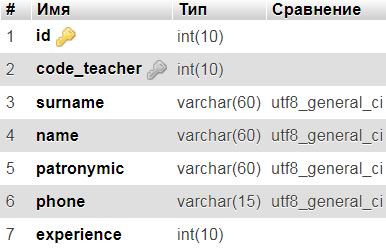 # Имя Тип Сравнение
1 id int(10)
2 code_teacher int(10)
3 surname varchar(60) utf8_general_ci
4 name varchar(60) utf8_general_ci
5 patronymic varchar(60) utf8_general_ci
6 phone varchar(15) utf8_general_ci
7 experience int(10)